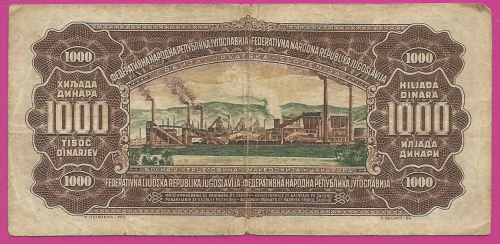 1000
1000
ФЕДЕРАТИВНА НАРОДНА РЕПУБЛИКА ЈУГОСЛАВИЈА · FEDERATIVNA NARODNA REPUBLIKA JUGOSLAVIJA
ХИЉАДА
ДИНАРА
HILJADA
DINARA
1000
1000
TISOČ
DINARJEV
ИЛЈАДА
ДИНАРИ
1000
1000
FEDERATIVNA LJUDSKA REPUBLIKA JUGOSLAVIJA · ФЕДЕРАТИВНА НАРОДНА РЕПУБЛИКА ЈУГОСЛАВИЈА